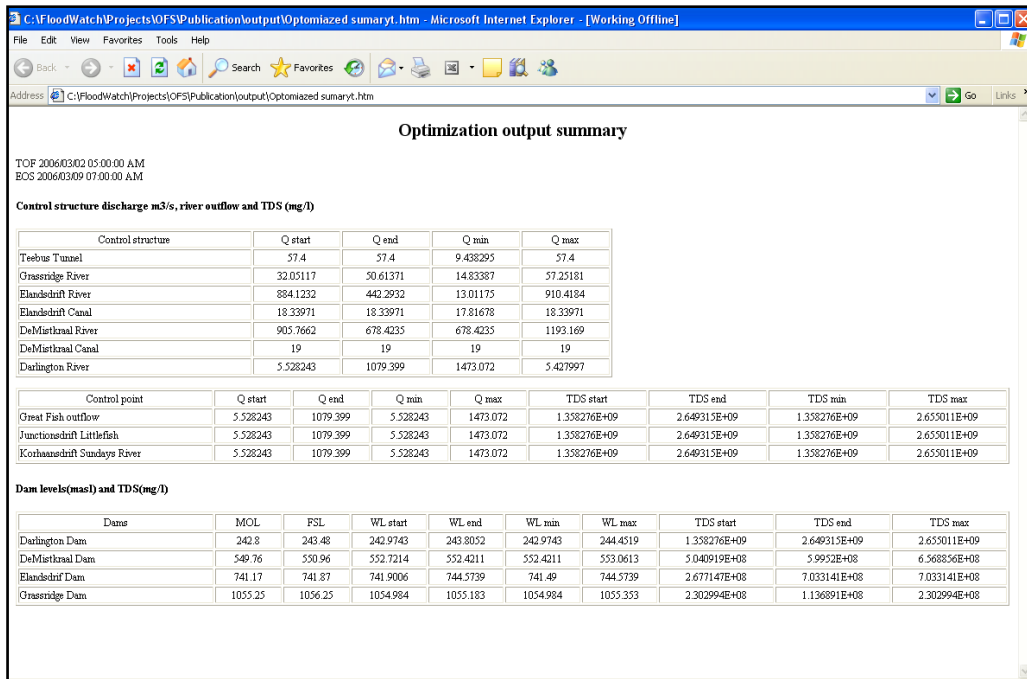 C:\FloodWatch\Projects\OFS\Publication\output\Optomiazed sumaryt.htm - Microsoft Internet Explorer - [Working Offline]
File Edit View Favorites Tools Help
Back Search Favorites
Address C:\FloodWatch\Projects\OFS\Publication\output\Optomiazed sumaryt.htm Go Links
Optimization output summary
TOF 2006/03/02 05:00:00 AM
EOS 2006/03/09 07:00:00 AM
Control structure discharge m3/s, river outflow and TDS (mg/l)
Control structure Q start Q end Q min Q max
Teebus Tunnel 57.4 57.4 9.438295 57.4
Grassridge River 32.05117 50.61371 14.83387 57.25181
Elandsdrift River 884.1232 442.2932 13.01175 910.4184
Elandsdrift Canal 18.33971 18.33971 17.81678 18.33971
DeMistkraal River 905.7662 678.4235 678.4235 1193.169
DeMistkraal Canal 19 19 19 19
Darlington River 5.528243 1079.399 1473.072 5.427997
Control point Q start Q end Q min Q max TDS start TDS end TDS min TDS max
Great Fish outflow 5.528243 1079.399 5.528243 1473.072 1.358276E+09 2.649315E+09 1.358276E+09 2.655011E+09
Junctionsdrift Littlefish 5.528243 1079.399 5.528243 1473.072 1.358276E+09 2.649315E+09 1.358276E+09 2.655011E+09
Korhaansdrift Sundays River 5.528243 1079.399 5.528243 1473.072 1.358276E+09 2.649315E+09 1.358276E+09 2.655011E+09
Dam levels(masl) and TDS(mg/l)
Dams MOL FSL WL start WL end WL min WL max TDS start TDS end TDS max
Darlington Dam 242.8 243.48 242.9743 243.8052 242.9743 244.4519 1.358276E+09 2.649315E+09 2.655011E+09
DeMistkraal Dam 549.76 550.96 552.7214 552.4211 552.4211 553.0613 5.040919E+08 5.9952E+08 6.568856E+08
Elandsdrif Dam 741.17 741.87 741.9006 744.5739 741.49 744.5739 2.677147E+08 7.033141E+08 7.033141E+08
Grassridge Dam 1055.25 1056.25 1054.984 1055.183 1054.984 1055.353 2.302994E+08 1.136891E+08 2.302994E+08